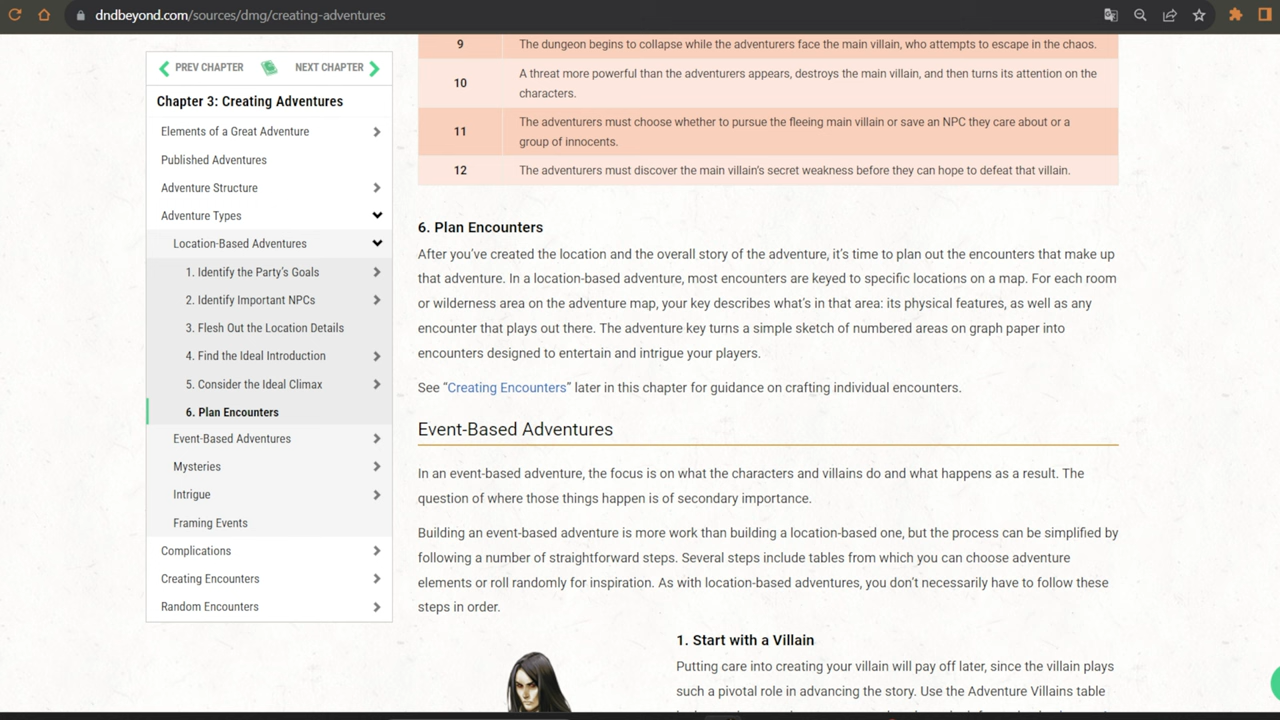 dndbeyond.com/sources/dmg/creating-adventures
PREV CHAPTER
NEXT CHAPTER
Chapter 3: Creating Adventures
Elements of a Great Adventure
Published Adventures
Adventure Structure
Adventure Types
Location-Based Adventures
1. Identify the Party’s Goals
2. Identify Important NPCs
3. Flesh Out the Location Details
4. Find the Ideal Introduction
5. Consider the Ideal Climax
6. Plan Encounters
Event-Based Adventures
Mysteries
Intrigue
Framing Events
Complications
Creating Encounters
Random Encounters
9 The dungeon begins to collapse while the adventurers face the main villain, who attempts to escape in the chaos.
10 A threat more powerful than the adventurers appears, destroys the main villain, and then turns its attention on the
characters.
11 The adventurers must choose whether to pursue the fleeing main villain or save an NPC they care about or a
group of innocents.
12 The adventurers must discover the main villain’s secret weakness before they can hope to defeat that villain.
6. Plan Encounters
After you’ve created the location and the overall story of the adventure, it’s time to plan out the encounters that make up
that adventure. In a location-based adventure, most encounters are keyed to specific locations on a map. For each room
or wilderness area on the adventure map, your key describes what’s in that area: its physical features, as well as any
encounter that plays out there. The adventure key turns a simple sketch of numbered areas on graph paper into
encounters designed to entertain and intrigue your players.
See “Creating Encounters” later in this chapter for guidance on crafting individual encounters.
Event-Based Adventures
In an event-based adventure, the focus is on what the characters and villains do and what happens as a result. The
question of where those things happen is of secondary importance.
Building an event-based adventure is more work than building a location-based one, but the process can be simplified by
following a number of straightforward steps. Several steps include tables from which you can choose adventure
elements or roll randomly for inspiration. As with location-based adventures, you don’t necessarily have to follow these
steps in order.
1. Start with a Villain
Putting care into creating your villain will pay off later, since the villain plays
such a pivotal role in advancing the story. Use the Adventure Villains table